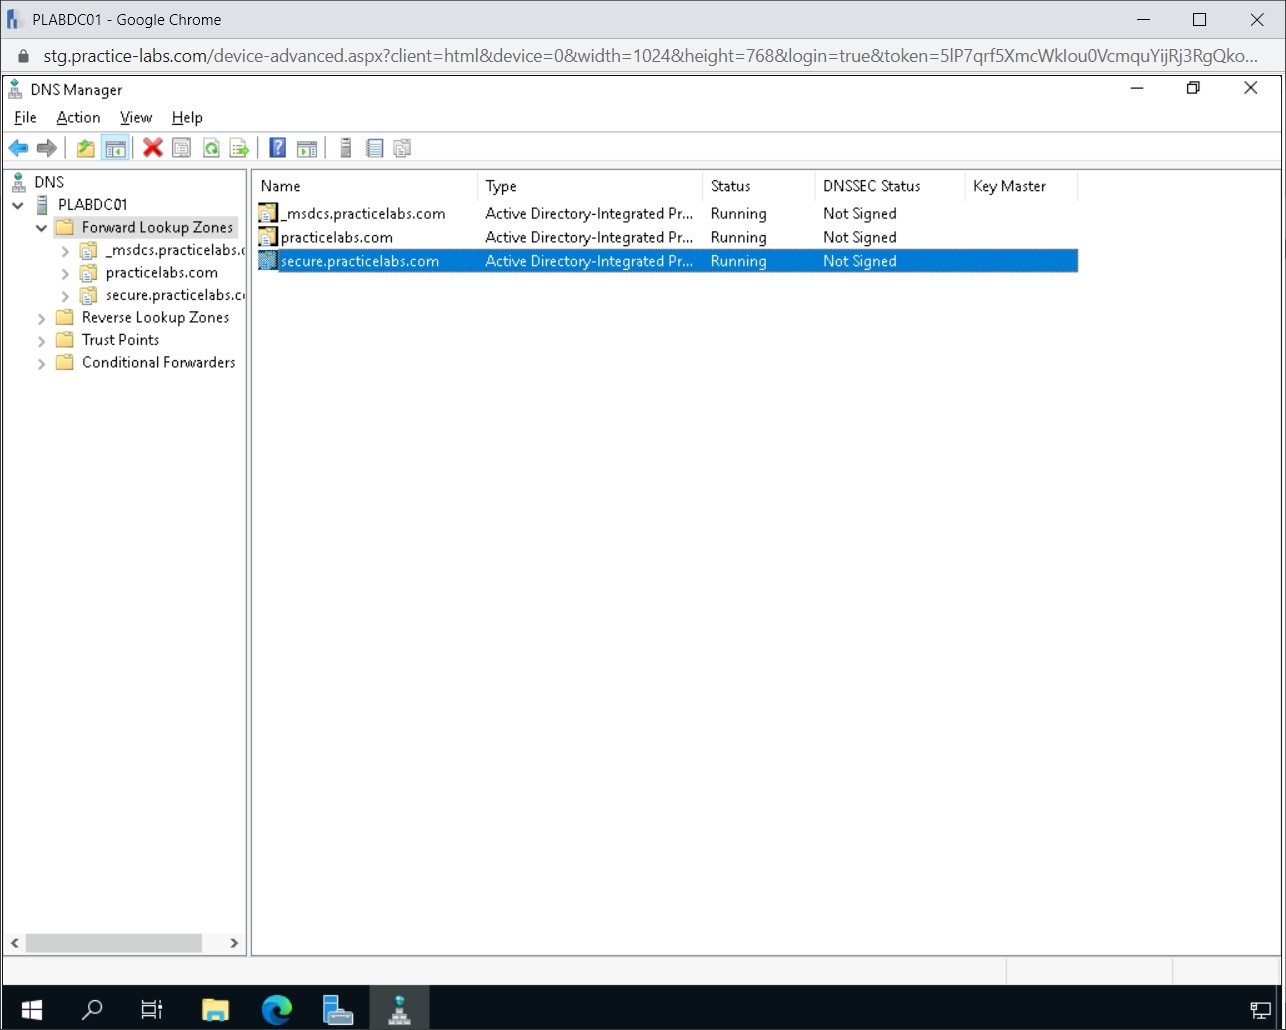 PLABDC01 - Google Chrome
stg.practice-labs.com/device-advanced.aspx?client=html&device=0&width=1024&height=768&login=true&token=5lP7qrf5XmcWkIou0VcmquYijRj3RgQko...
DNS Manager
File Action View Help
DNS
PLABDC01
Forward Lookup Zones
_msdcs.practicelabs.c
practicelabs.com
secure.practicelabs.c
Reverse Lookup Zones
Trust Points
Conditional Forwarders
Name Type Status DNSSEC Status Key Master
_msdcs.practicelabs.com Active Directory-Integrated Pr... Running Not Signed
practicelabs.com Active Directory-Integrated Pr... Running Not Signed
secure.practicelabs.com Active Directory-Integrated Pr... Running Not Signed